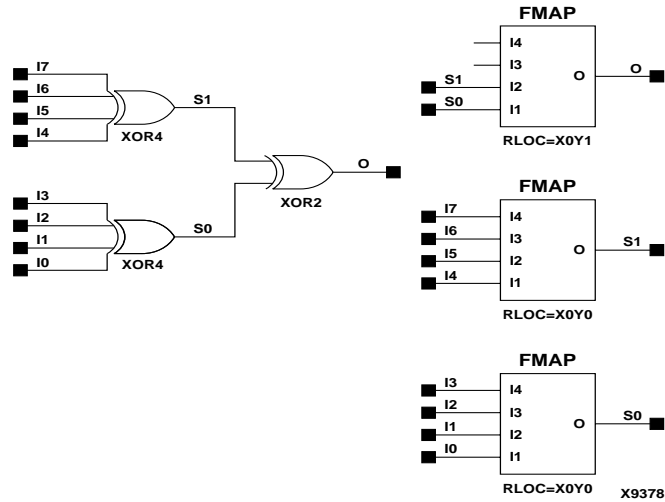 I7
I6
I5
I4
S1
XOR4
I3
I2
I1
I0
S0
XOR4
O
XOR2
FMAP
I4
I3
S1 I2
S0 I1
O O
RLOC=X0Y1
FMAP
I7 I4
I6 I3
I5 I2
I4 I1
O S1
RLOC=X0Y0
FMAP
I3 I4
I2 I3
I1 I2
I0 I1
O S0
RLOC=X0Y0
X9378